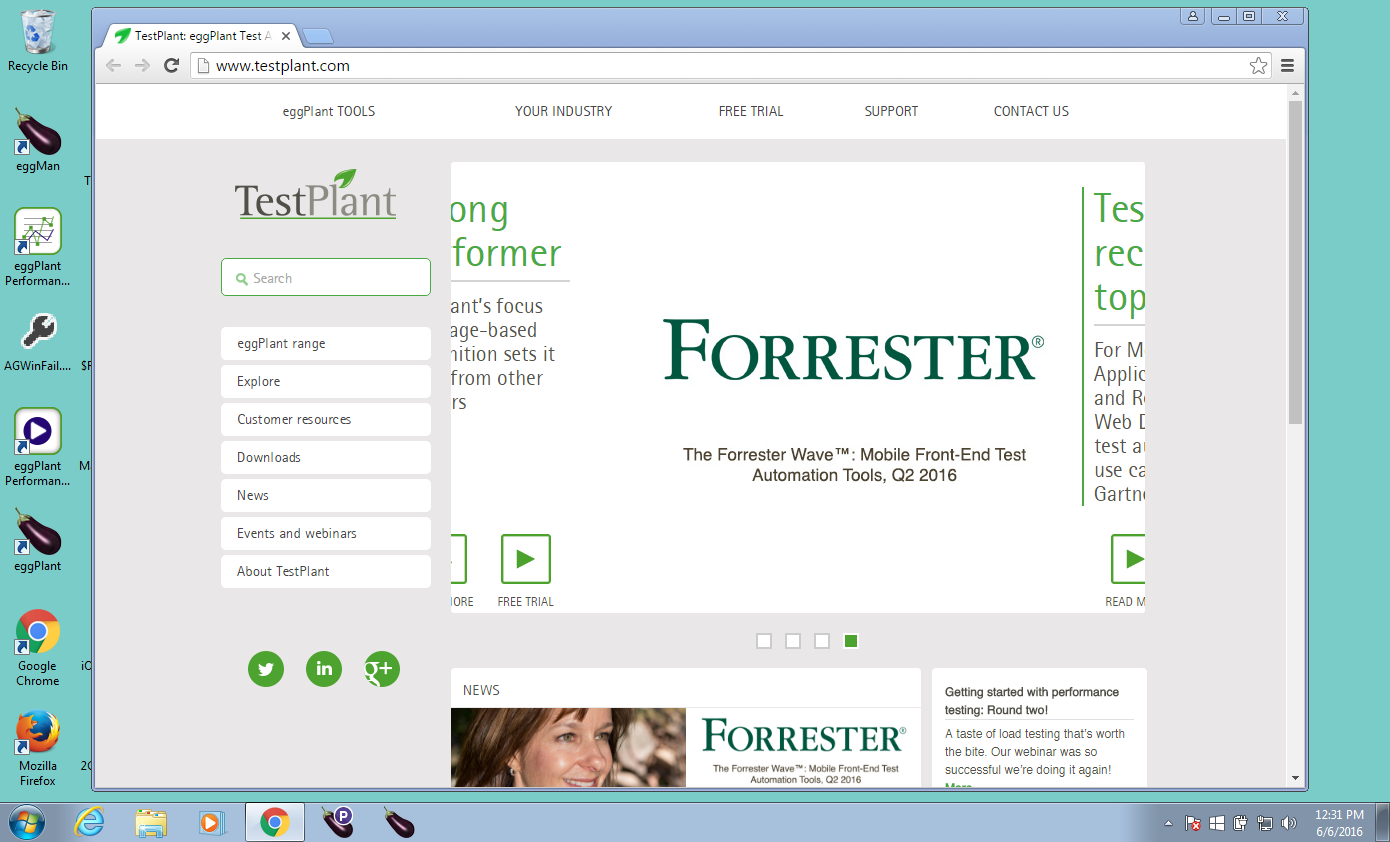 Recycle Bin
eggMan
eggPlant
Performan...
AGWinFail....
eggPlant
Performan...
eggPlant
Google
Chrome
Mozilla
Firefox
TestPlant: eggPlant Test A
www.testplant.com
eggPlant TOOLS
YOUR INDUSTRY
FREE TRIAL
SUPPORT
CONTACT US
TestPlant
Search
eggPlant range
Explore
Customer resources
Downloads
News
Events and webinars
About TestPlant
in
g+
ong
former
ant's focus
age-based
nition sets it
from other
rs
ORE
FREE TRIAL
FORRESTER®
The Forrester Wave™: Mobile Front-End Test
Automation Tools, Q2 2016
Tes
rec
top
For M
Applic
and Re
Web D
test au
use ca
Gartne
READ M
NEWS
FORRESTER®
The Forrester Wave™: Mobile Front-End Test
Automation Tools, Q2 2016
Getting started with performance
testing: Round two!
A taste of load testing that's worth
the bite. Our webinar was so
successful we're doing it again!
More
P
12:31 PM
6/6/2016